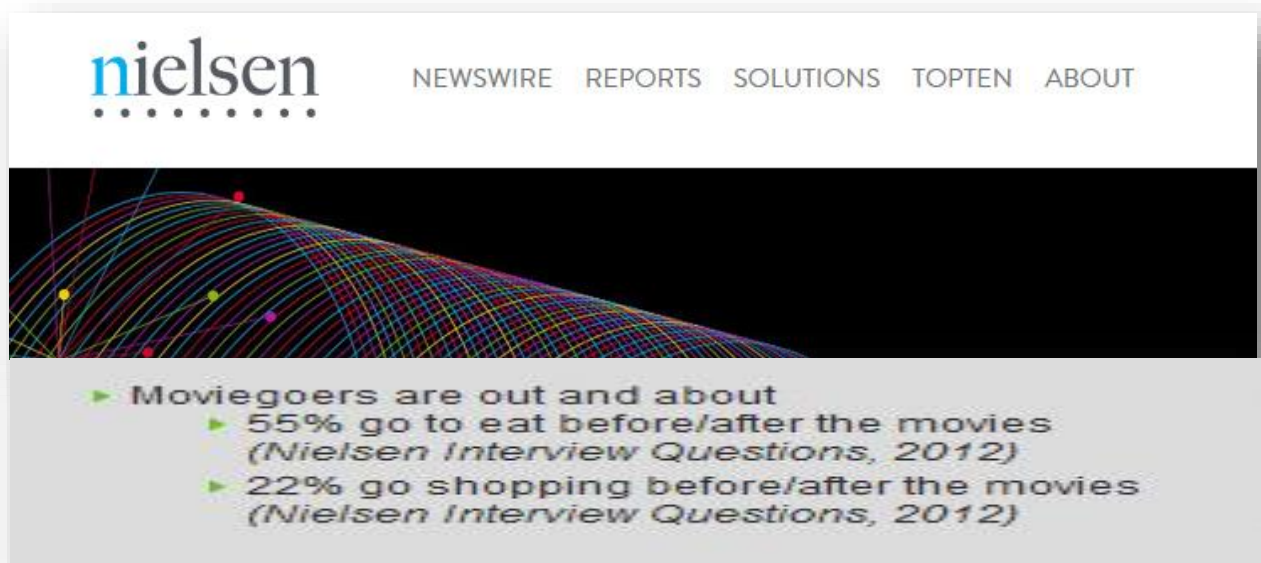 nielsen
NEWSWIRE REPORTS SOLUTIONS TOPTEN ABOUT
► Moviegoers are out and about
► 55% go to eat before/after the movies
(Nielsen Interview Questions, 2012)
► 22% go shopping before/after the movies
(Nielsen Interview Questions, 2012)